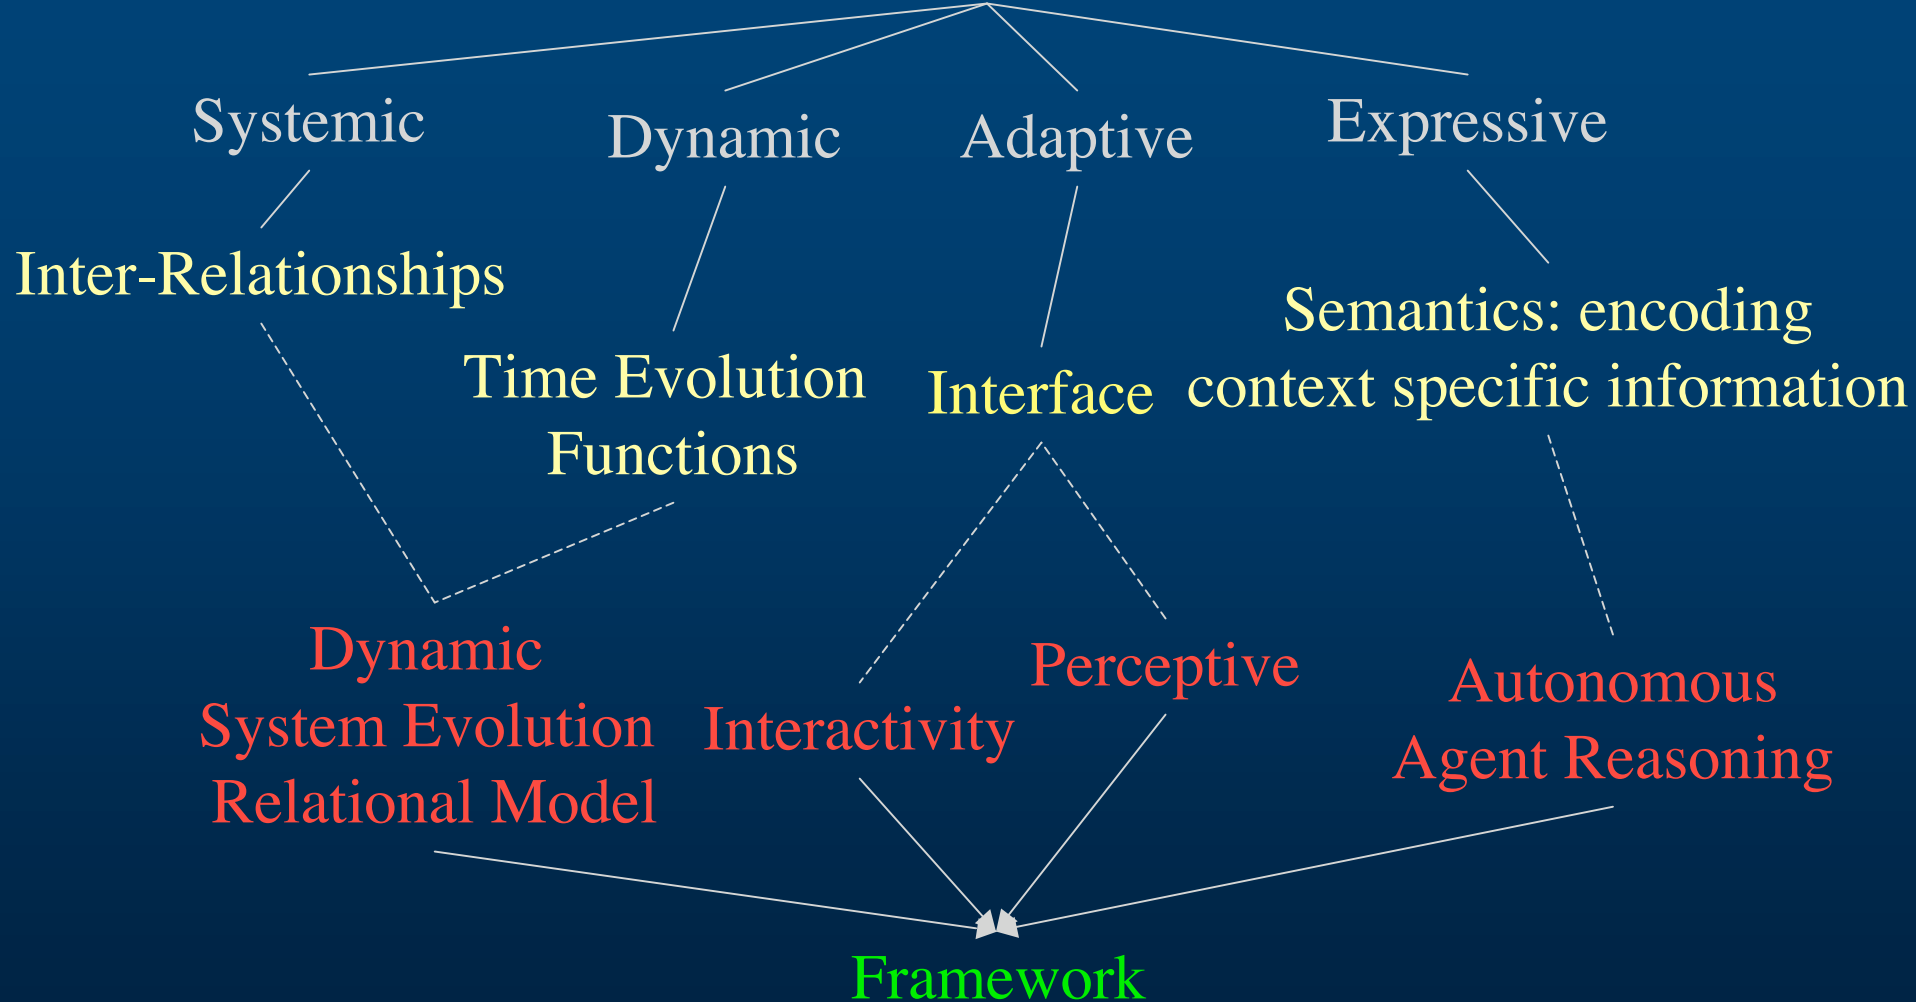 Systemic
Dynamic
Adaptive
Expressive
Inter-Relationships
Time Evolution
Functions
Interface
Semantics: encoding
context specific information
Dynamic
System Evolution
Relational Model
Interactivity
Perceptive
Autonomous
Agent Reasoning
Framework